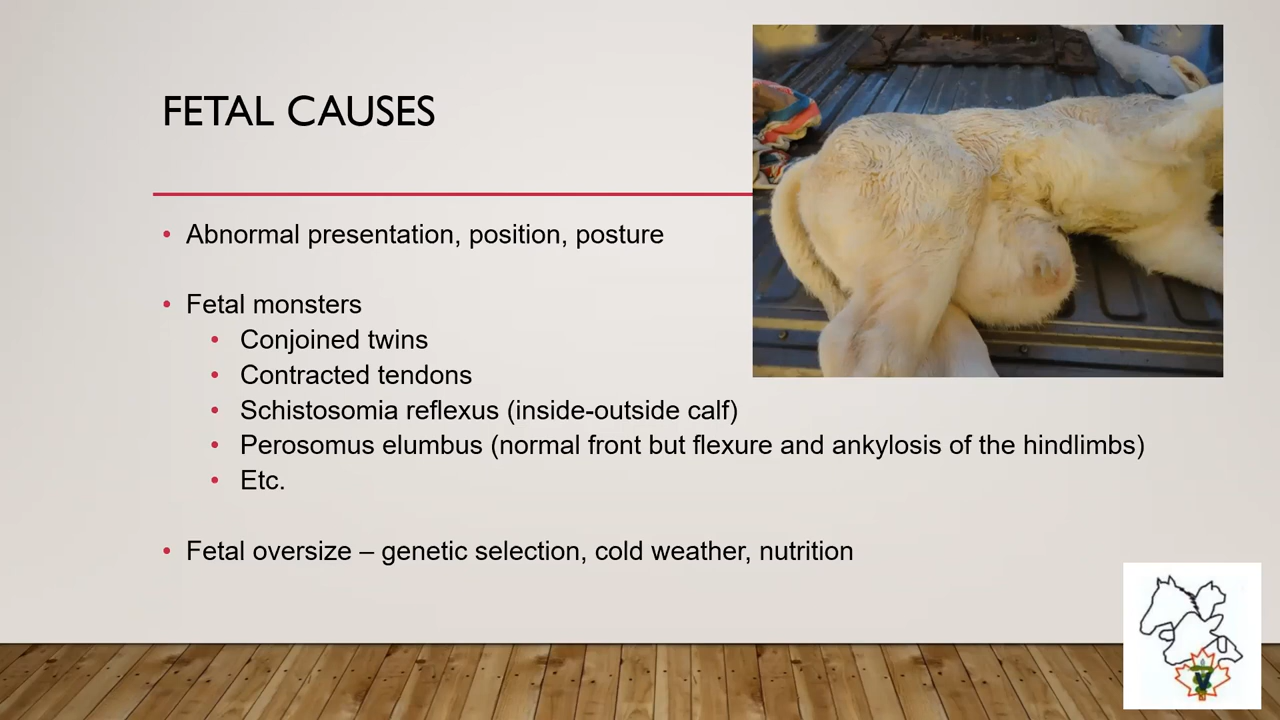 FETAL CAUSES
• Abnormal presentation, position, posture
• Fetal monsters
• Conjoined twins
• Contracted tendons
• Schistosomia reflexus (inside-outside calf)
• Perosomus elumbus (normal front but flexure and ankylosis of the hindlimbs)
• Etc.
• Fetal oversize – genetic selection, cold weather, nutrition